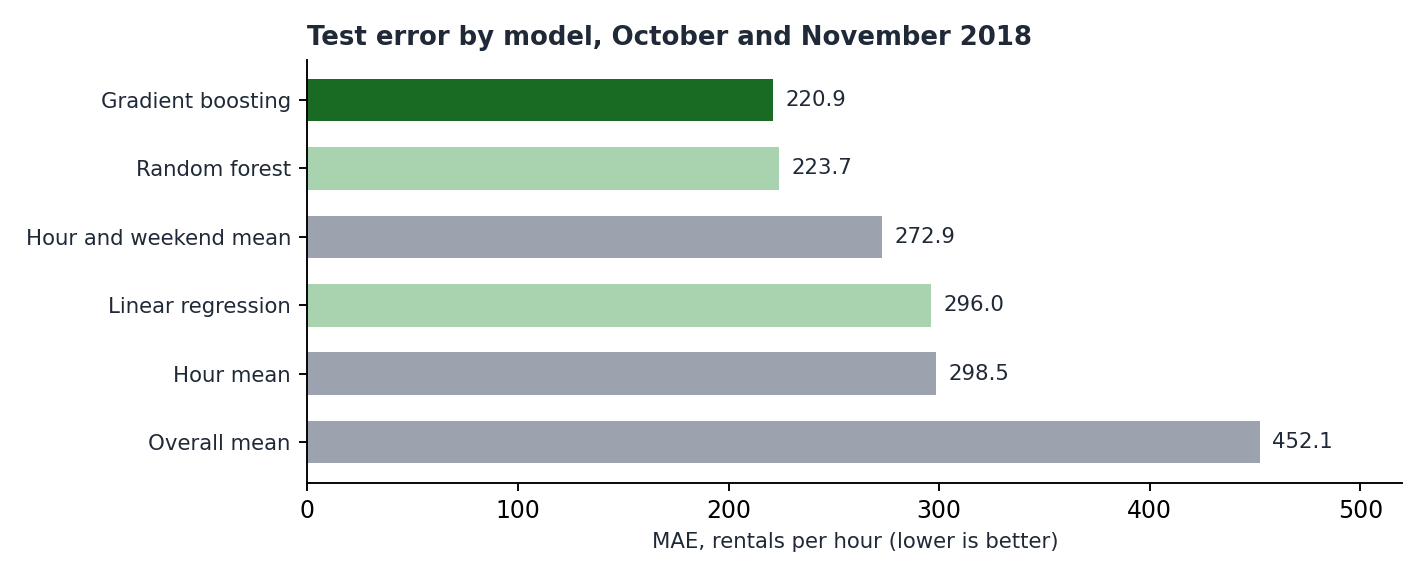 Test error by model, October and November 2018
Gradient boosting 220.9
Random forest 223.7
Hour and weekend mean 272.9
Linear regression 296.0
Hour mean 298.5
Overall mean 452.1
0 100 200 300 400 500
MAE, rentals per hour (lower is better)